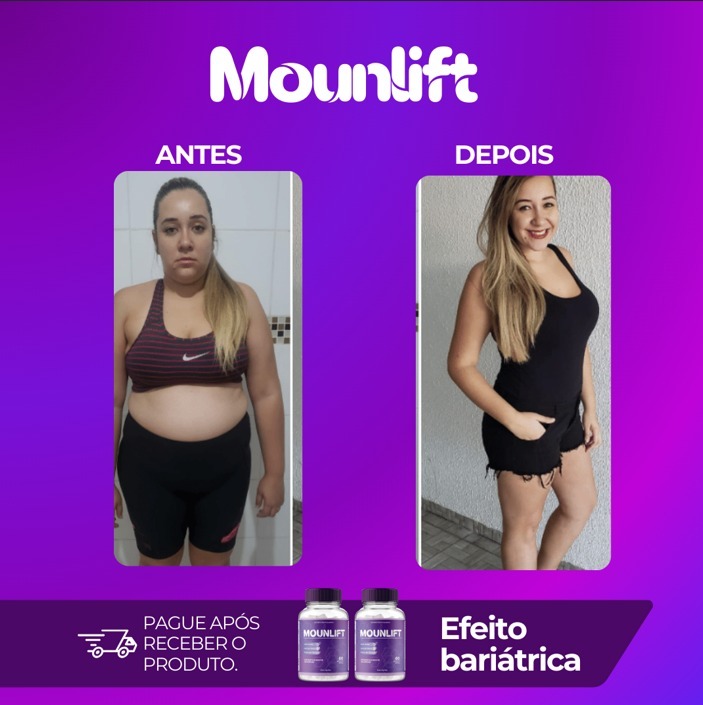 Mounlift
ANTES
DEPOIS
PAGUE APÓS
RECEBER O
PRODUTO.
MOUNLIFT
MOUNLIFT
Efeito
bariátrica